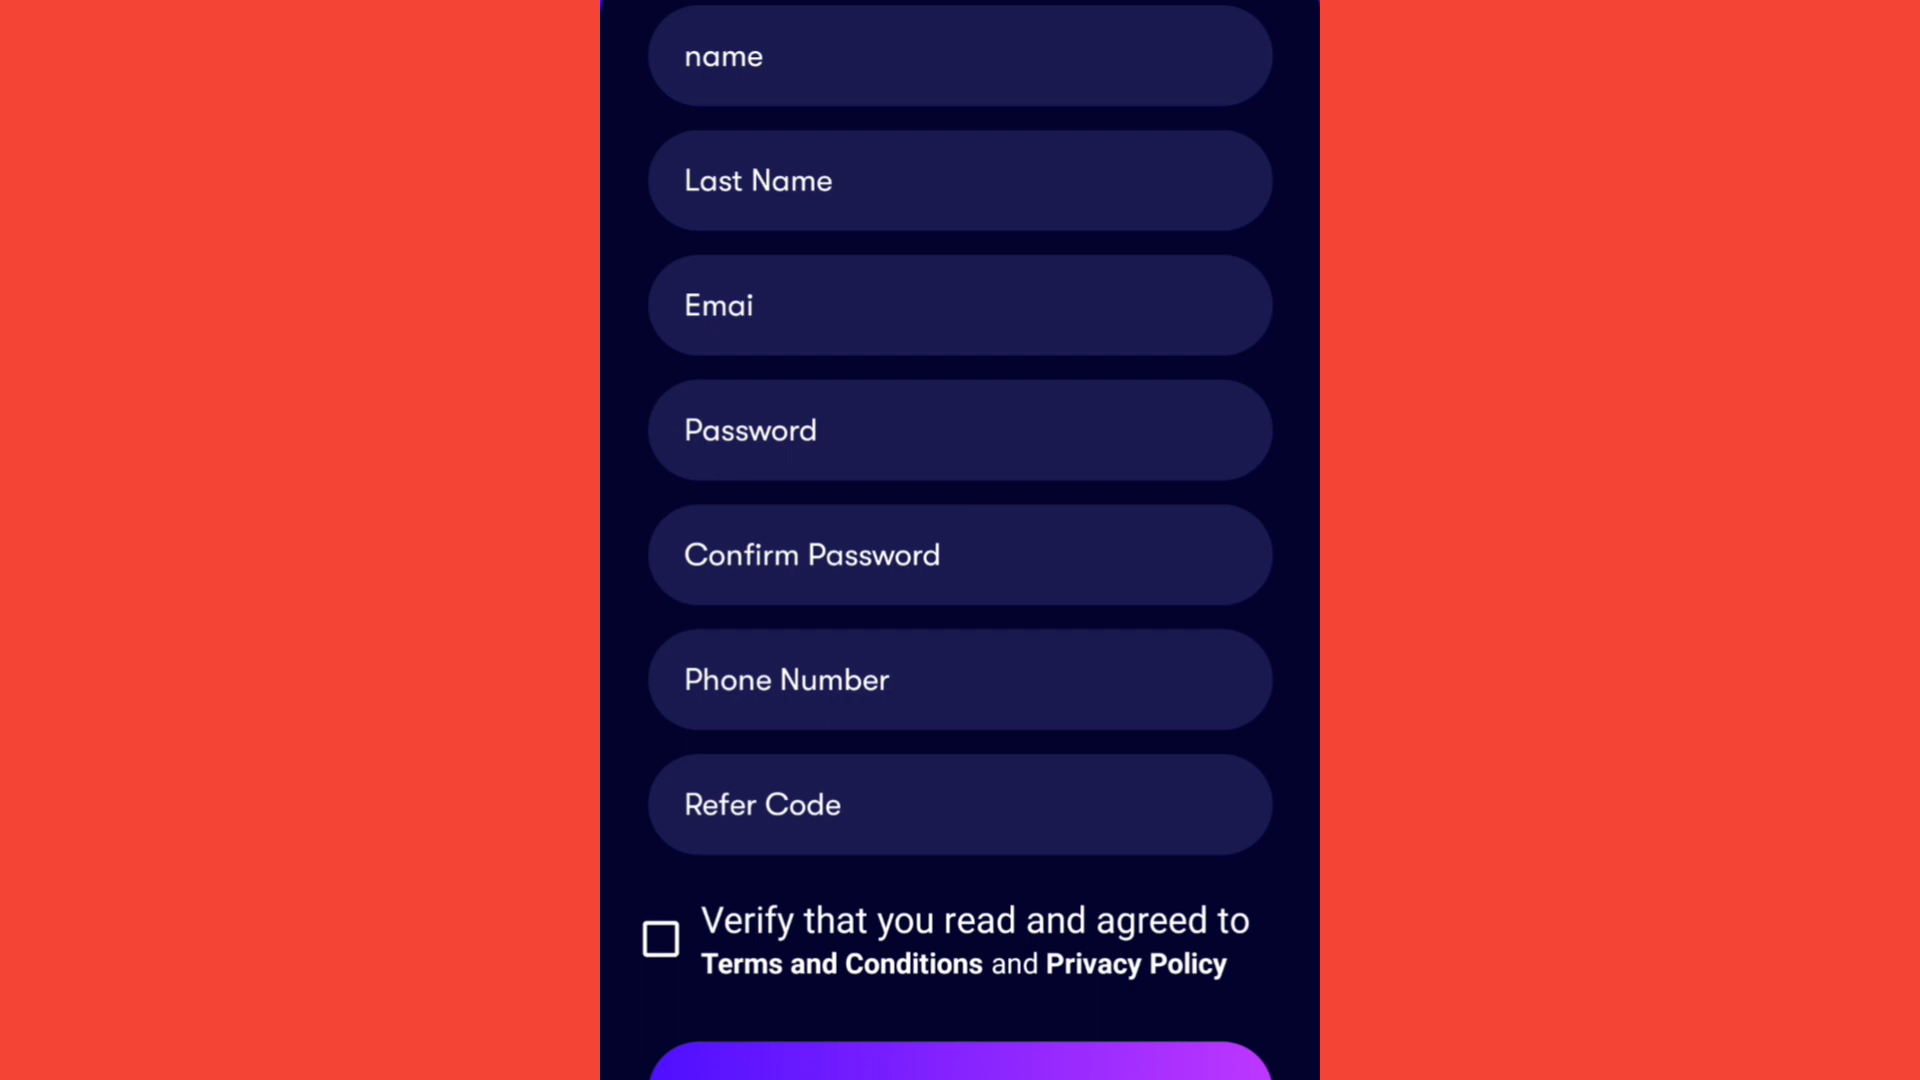 name
Last Name
Emai
Password
Confirm Password
Phone Number
Refer Code
Verify that you read and agreed to
Terms and Conditions and Privacy Policy